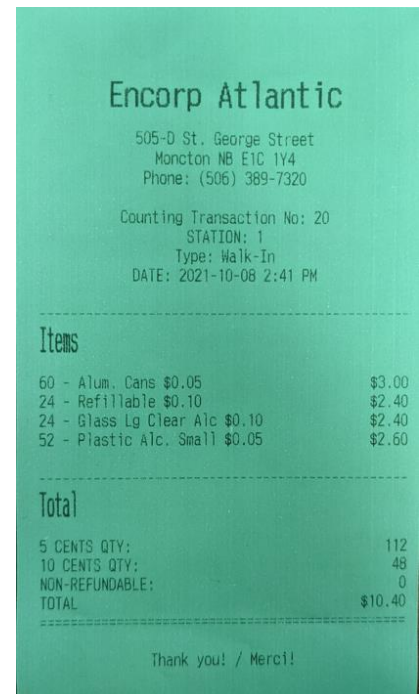 Encorp Atlantic
505-D St. George Street
Moncton NB E1C 1Y4
Phone: (506) 389-7320
Counting Transaction No: 20
STATION: 1
Type: Walk-In
DATE: 2021-10-08 2:41 PM
Items
60 - Alum. Cans $0.05 $3.00
24 - Refillable $0.10 $2.40
24 - Glass Lg Clear Alc $0.10 $2.40
52 - Plastic Alc. Small $0.05 $2.60
Total
5 CENTS QTY: 112
10 CENTS QTY: 48
NON-REFUNDABLE: 0
TOTAL $10.40
Thank you! / Merci!